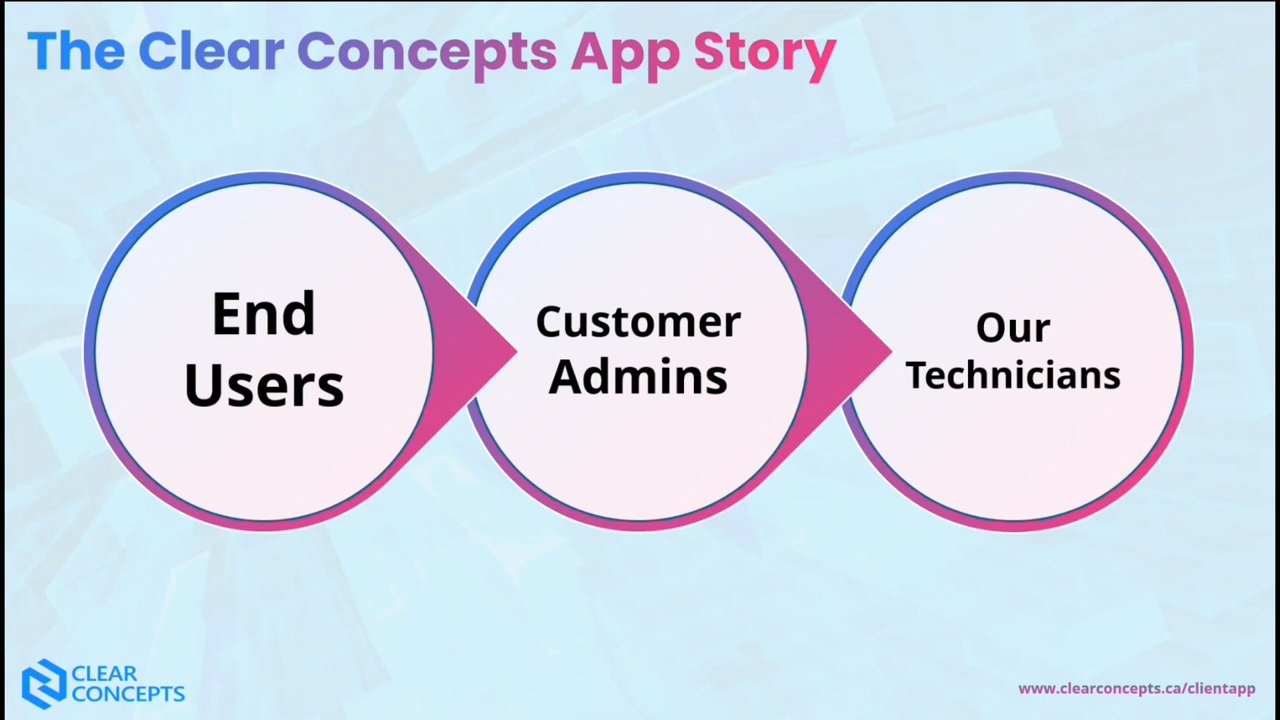 The Clear Concepts App Story
End
Users
Customer
Admins
Our
Technicians
CLEAR
CONCEPTS
www.clearconcepts.ca/clientapp